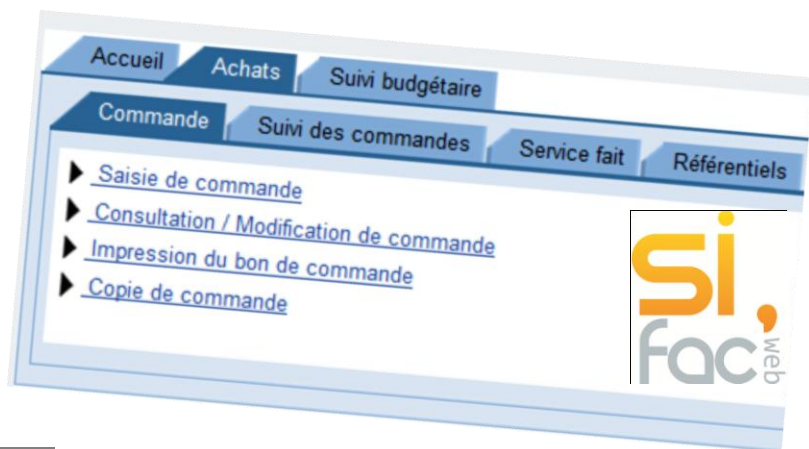 Accueil Achats Suivi budgétaire
Commande Suivi des commandes Service fait Référentiels
Saisie de commande
Consultation / Modification de commande
Impression du bon de commande
Copie de commande
si,
fac web